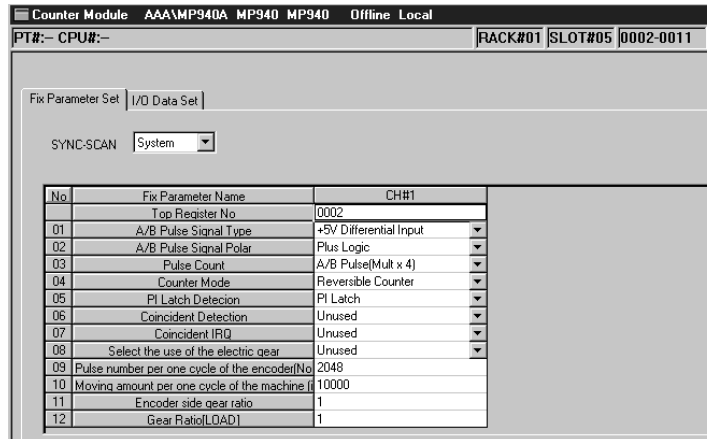 Counter Module AAA\MP940A MP940 MP940 Offline Local
PT#:– CPU#:– RACK#01 SLOT#05 0002-0011
Fix Parameter Set I/O Data Set
SYNC-SCAN System
No Fix Parameter Name CH#1
Top Register No 0002
01 A/B Pulse Signal Type +5V Differential Input
02 A/B Pulse Signal Polar Plus Logic
03 Pulse Count A/B Pulse(Mult x 4)
04 Counter Mode Reversible Counter
05 PI Latch Detecion PI Latch
06 Coincident Detection Unused
07 Coincident IRQ Unused
08 Select the use of the electric gear Unused
09 Pulse number per one cycle of the encoder(No 2048
10 Moving amount per one cycle of the machine (i 10000
11 Encoder side gear ratio 1
12 Gear Ratio[LOAD] 1